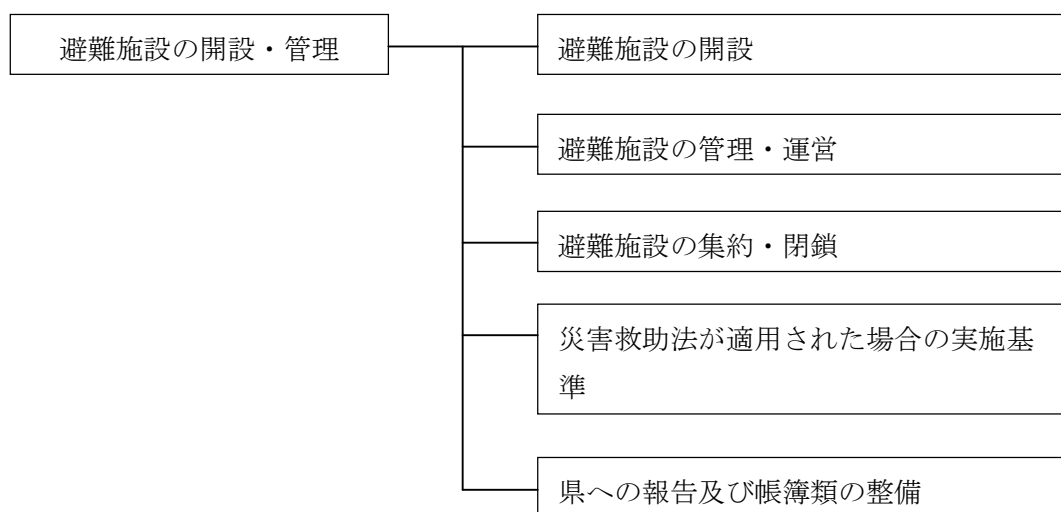 避難施設の開設・管理
避難施設の開設
避難施設の管理・運営
避難施設の集約・閉鎖
災害救助法が適用された場合の実施基
準
県への報告及び帳簿類の整備